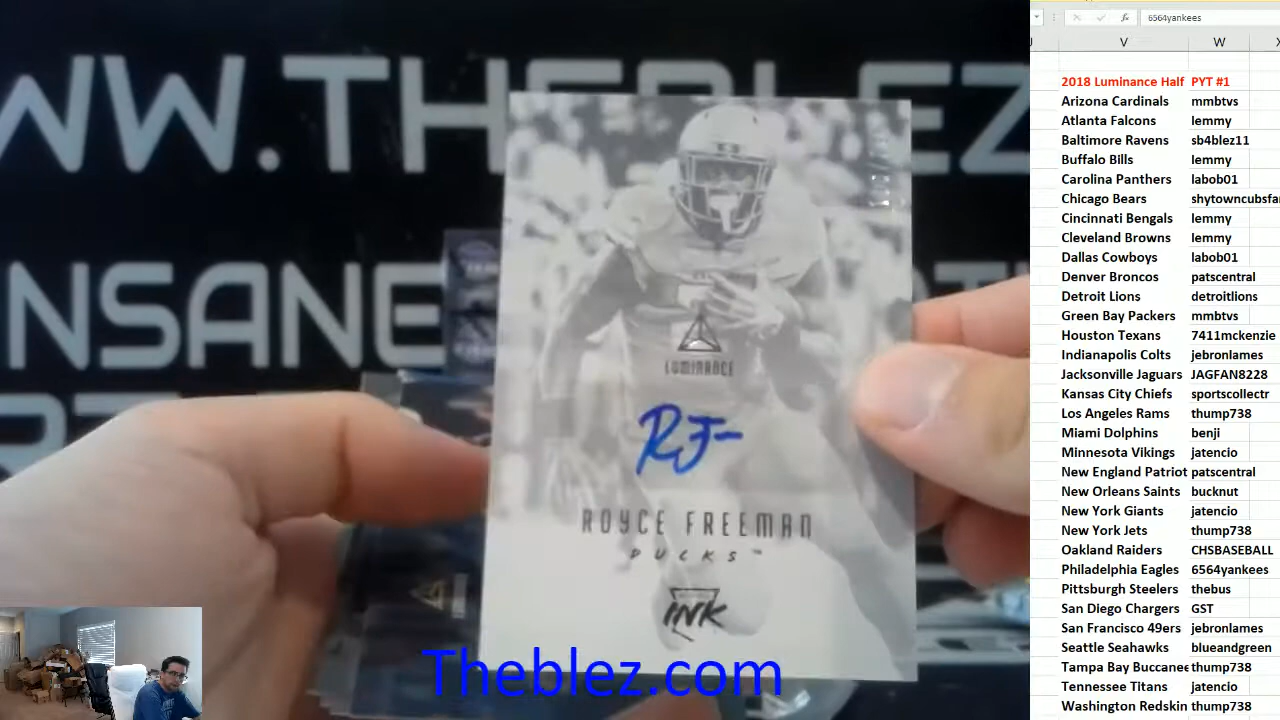 WW.THEBLEZ
INSANE
LUMINANCE
RF
ROYCE FREEMAN
DUCKS™
INK
Theblez.com
6564yankees
V W
2018 Luminance Half PYT #1
Arizona Cardinals mmbtvs
Atlanta Falcons lemmy
Baltimore Ravens sb4blez11
Buffalo Bills lemmy
Carolina Panthers labob01
Chicago Bears shytowncubsfa
Cincinnati Bengals lemmy
Cleveland Browns lemmy
Dallas Cowboys labob01
Denver Broncos patscentral
Detroit Lions detroitlions
Green Bay Packers mmbtvs
Houston Texans 7411mckenzie
Indianapolis Colts jebronlames
Jacksonville Jaguars JAGFAN8228
Kansas City Chiefs sportscollectr
Los Angeles Rams thump738
Miami Dolphins benji
Minnesota Vikings jatencio
New England Patriot patscentral
New Orleans Saints bucknut
New York Giants jatencio
New York Jets thump738
Oakland Raiders CHSBASEBALL
Philadelphia Eagles 6564yankees
Pittsburgh Steelers thebus
San Diego Chargers GST
San Francisco 49ers jebronlames
Seattle Seahawks blueandgreen
Tampa Bay Buccanee thump738
Tennessee Titans jatencio
Washington Redskin thump738